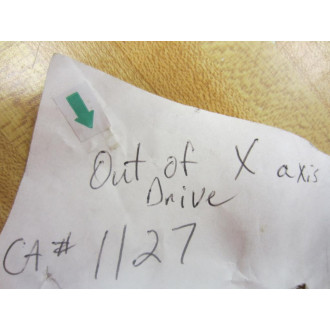 Out of X axis
Drive
CA# 1127